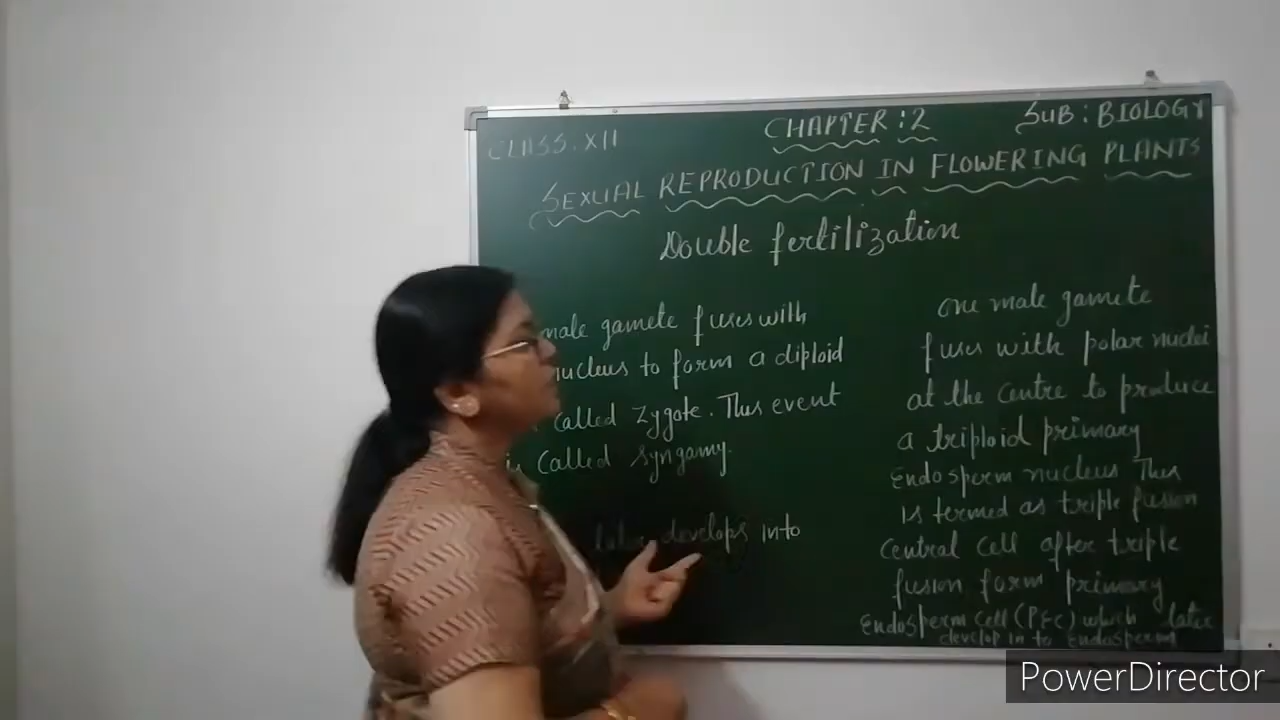 CLASS.XII
CHAPTER:2
SUB: BIOLOGY
SEXUAL REPRODUCTION IN FLOWERING PLANTS
Double fertilization
male gamete fuses with
nucleus to form a diploid
called Zygote. This event
is called Syngamy.
later develops into
one male gamete
fuses with polar nuclei
at the centre to produce
a triploid primary
Endosperm nucleus This
is termed as triple fusion
Central cell after triple
fusion form primary
Endosperm cell (PEC) which later
develop in to Endosperm
PowerDirector